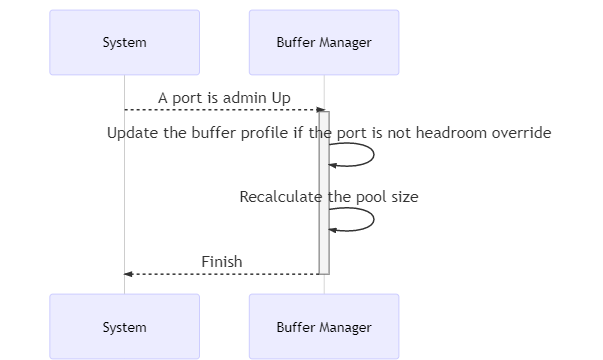 System
Buffer Manager
A port is admin Up
Update the buffer profile if the port is not headroom override
Recalculate the pool size
Finish
System
Buffer Manager